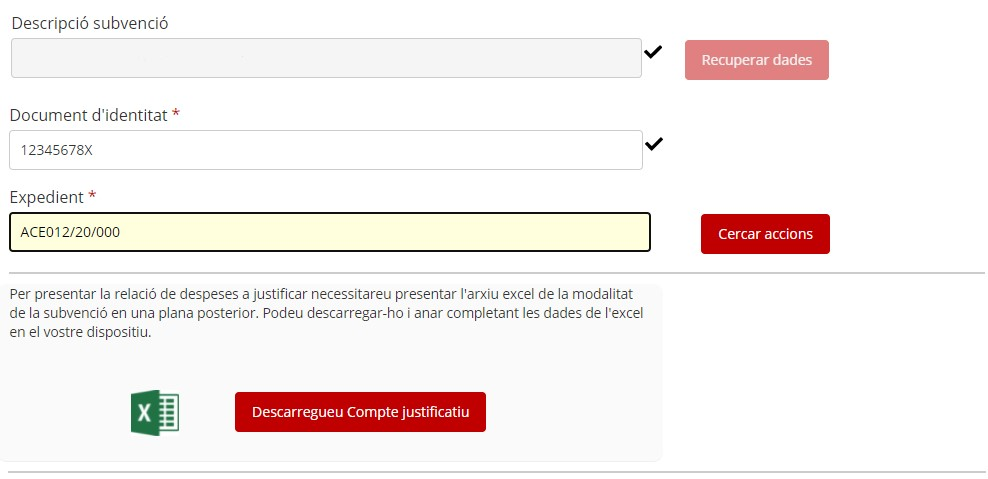 Descripció subvenció
Recuperar dades
Document d'identitat *
12345678X
Expedient *
ACE012/20/000
Cercar accions
Per presentar la relació de despeses a justificar necessitareu presentar l'arxiu excel de la modalitat
de la subvenció en una plana posterior. Podeu descarregar-ho i anar completant les dades de l'excel
en el vostre dispositiu.
X
Descarregueu Compte justificatiu